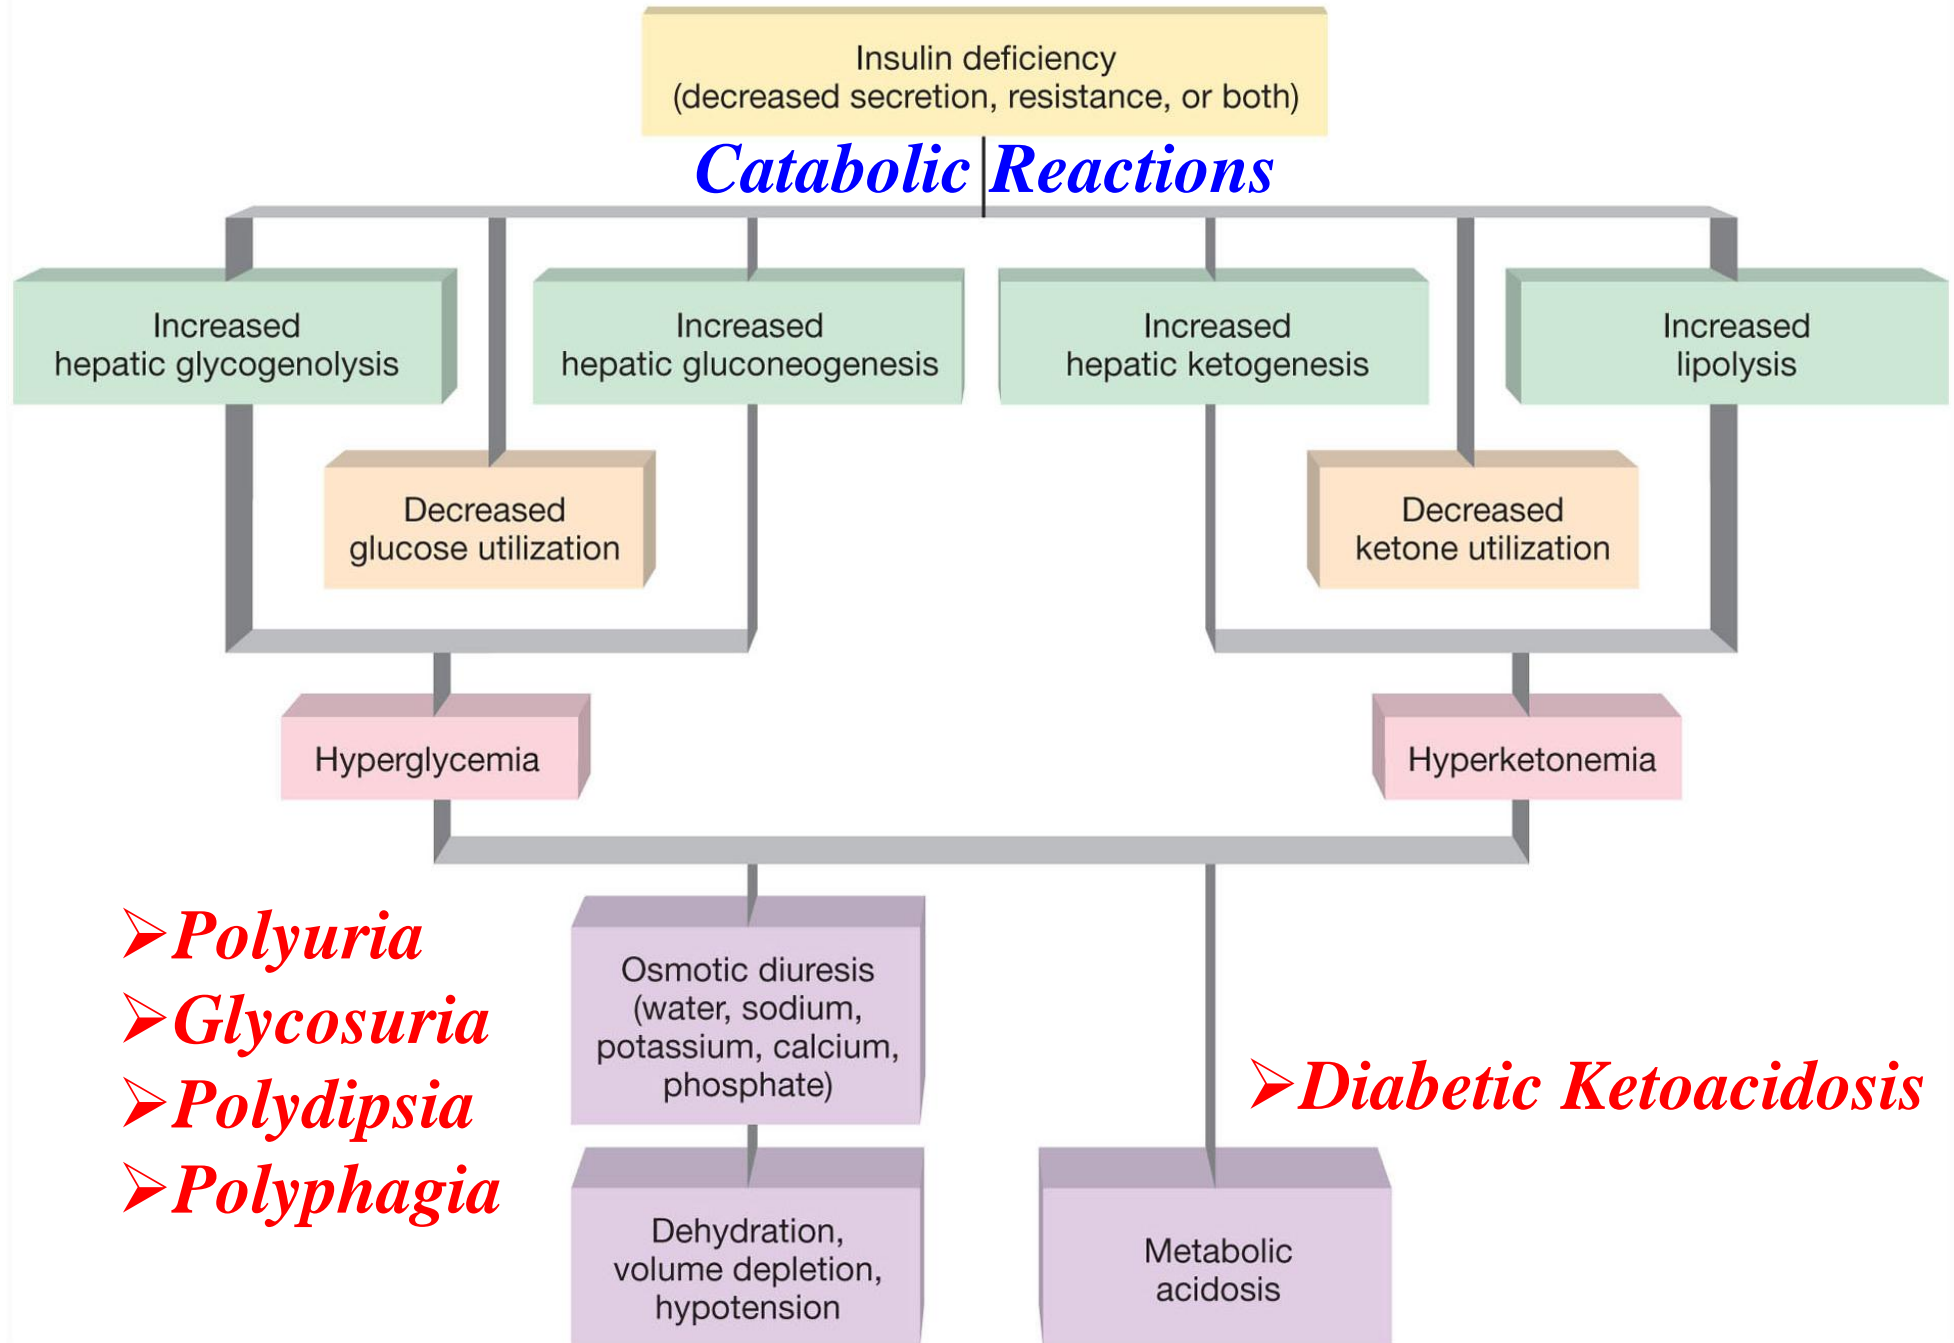 Insulin deficiency
(decreased secretion, resistance, or both)
Catabolic Reactions
Increased
hepatic glycogenolysis
Increased
hepatic gluconeogenesis
Increased
hepatic ketogenesis
Increased
lipolysis
Decreased
glucose utilization
Decreased
ketone utilization
Hyperglycemia
Hyperketonemia
➢Polyuria
➢Glycosuria
➢Polydipsia
➢Polyphagia
Osmotic diuresis
(water, sodium,
potassium, calcium,
phosphate)
➢Diabetic Ketoacidosis
Dehydration,
volume depletion,
hypotension
Metabolic
acidosis